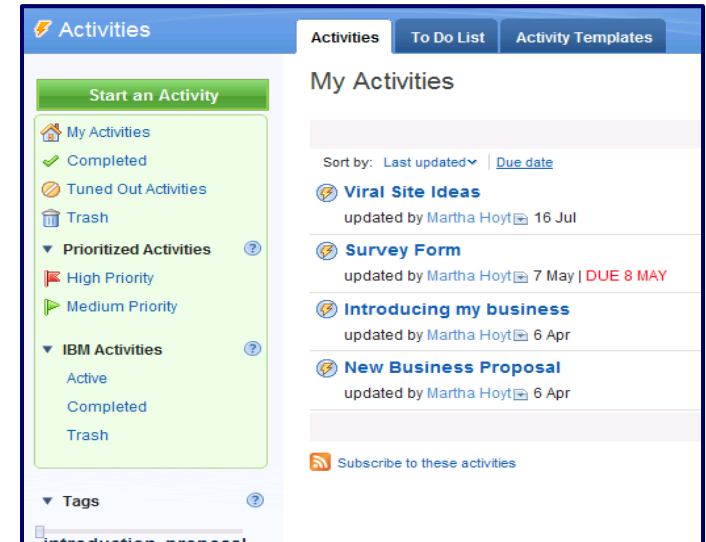 Activities
Activities To Do List Activity Templates
Start an Activity
My Activities
Completed
Tuned Out Activities
Trash
Prioritized Activities
High Priority
Medium Priority
IBM Activities
Active
Completed
Trash
Tags
introduction proposal
My Activities
Sort by: Last updated | Due date
Viral Site Ideas
updated by Martha Hoyt 16 Jul
Survey Form
updated by Martha Hoyt 7 May | DUE 8 MAY
Introducing my business
updated by Martha Hoyt 6 Apr
New Business Proposal
updated by Martha Hoyt 6 Apr
Subscribe to these activities